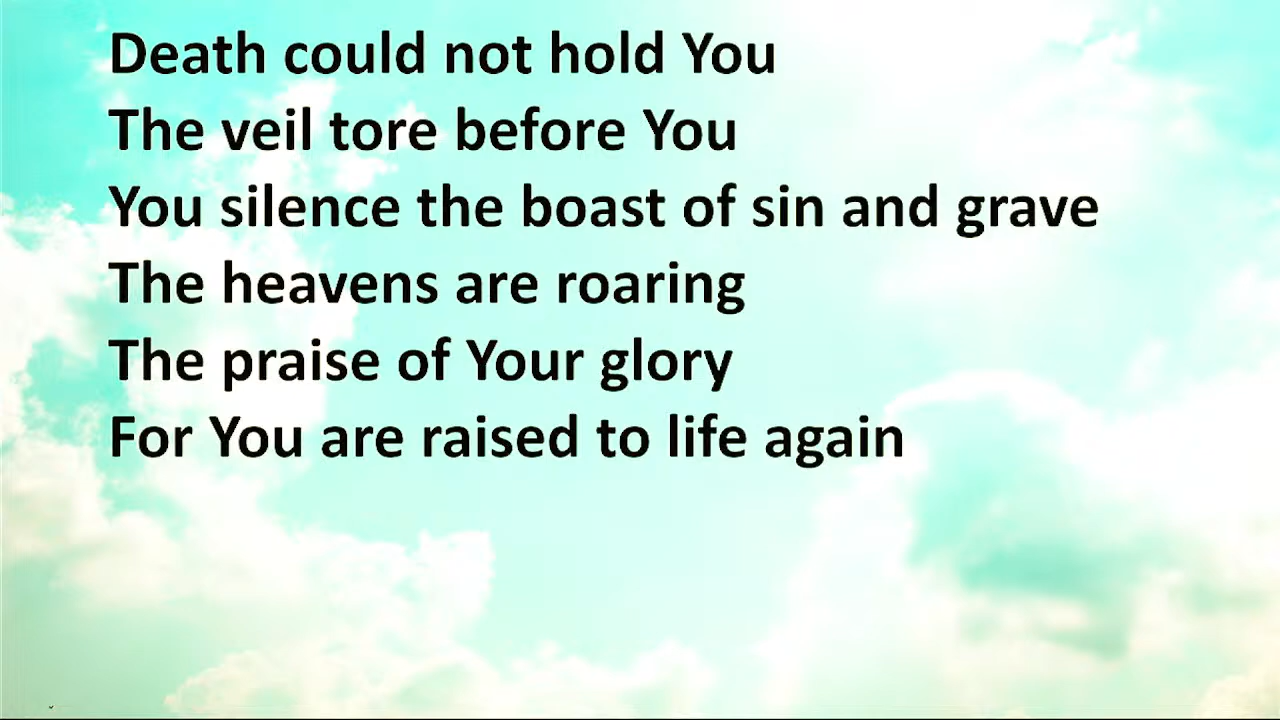 Death could not hold You
The veil tore before You
You silence the boast of sin and grave
The heavens are roaring
The praise of Your glory
For You are raised to life again